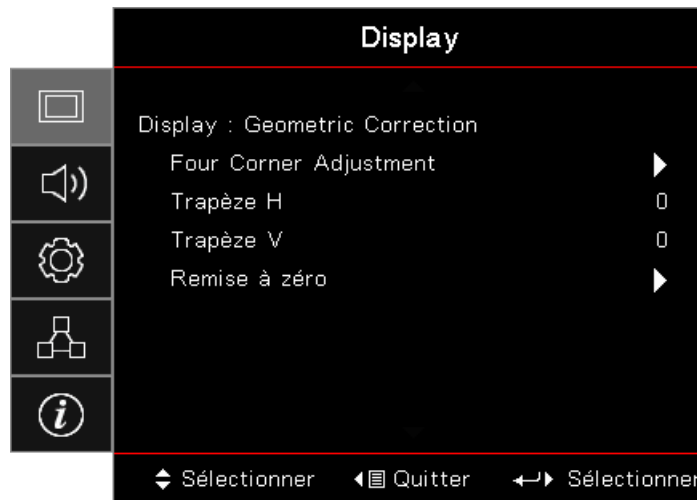 Display
Display : Geometric Correction
Four Corner Adjustment
Trapèze H 0
Trapèze V 0
Remise à zéro
Sélectionner Quitter Sélectionner